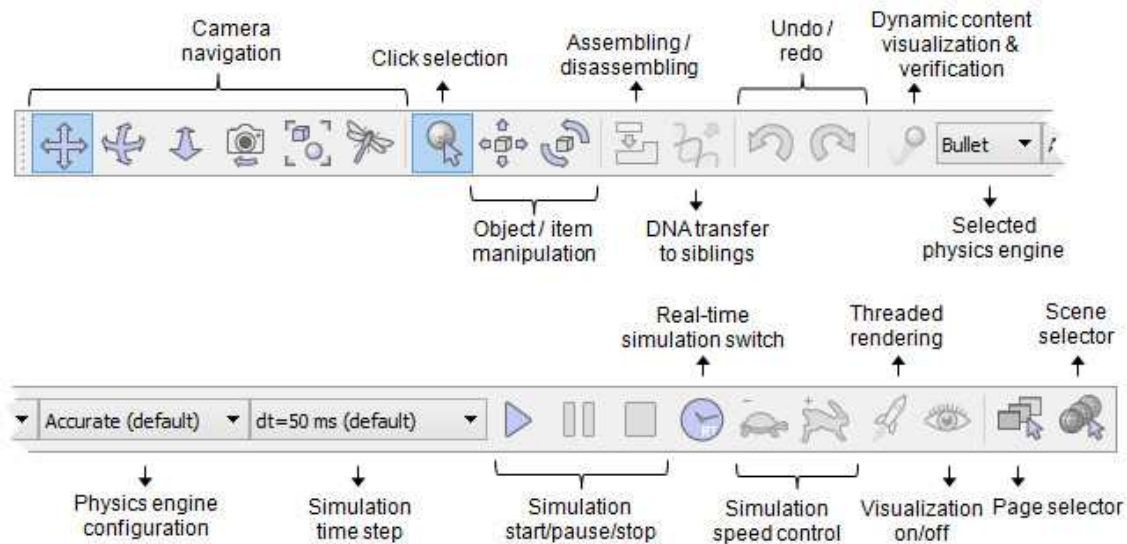 Camera
navigation
Click selection
Assembling /
disassembling
Undo /
redo
Dynamic content
visualization &
verification
Bullet
Object / item
manipulation
DNA transfer
to siblings
Selected
physics engine
Real-time
simulation switch
Threaded
rendering
Scene
selector
Accurate (default)
dt=50 ms (default)
- +
RT
Physics engine
configuration
Simulation
time step
Simulation
start/pause/stop
Simulation
speed control
Visualization
on/off
Page selector